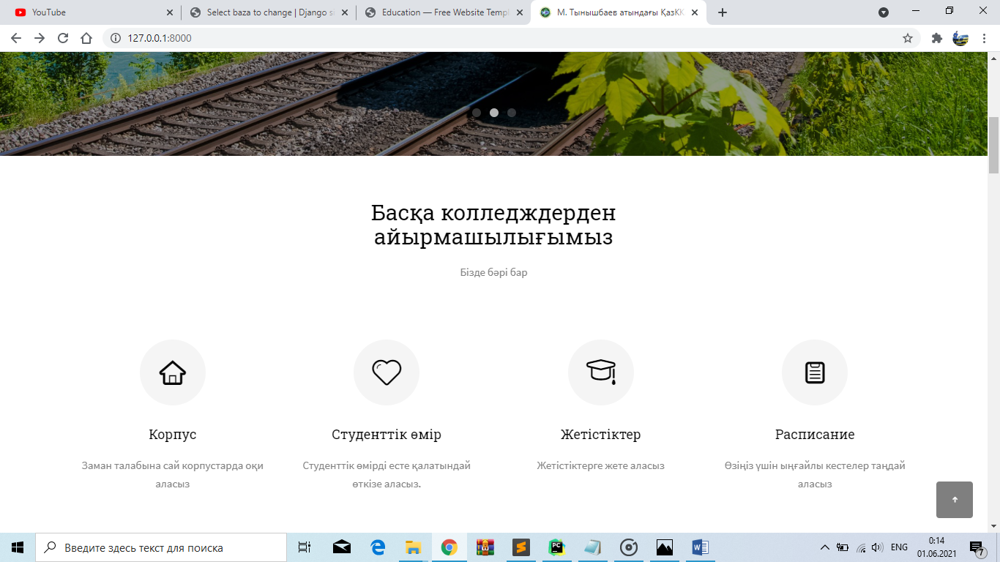 YouTube
Select baza to change | Django si
Education — Free Website Templ
М. Тынышбаев атындағы ҚазКК
127.0.0.1:8000
Басқа колледждерден
айырмашылығымыз
Бізде бәрі бар
Корпус
Студенттік өмір
Жетістіктер
Расписание
Заман талабына сай корпустарда оқи
аласыз
Студенттік өмірді есте қалатындай
өткізе аласыз.
Жетістіктерге жете аласыз
Өзіңіз үшін ыңғайлы кестелер таңдай
аласыз
Введите здесь текст для поиска
PC
W
ENG
0:14
01.06.2021
7